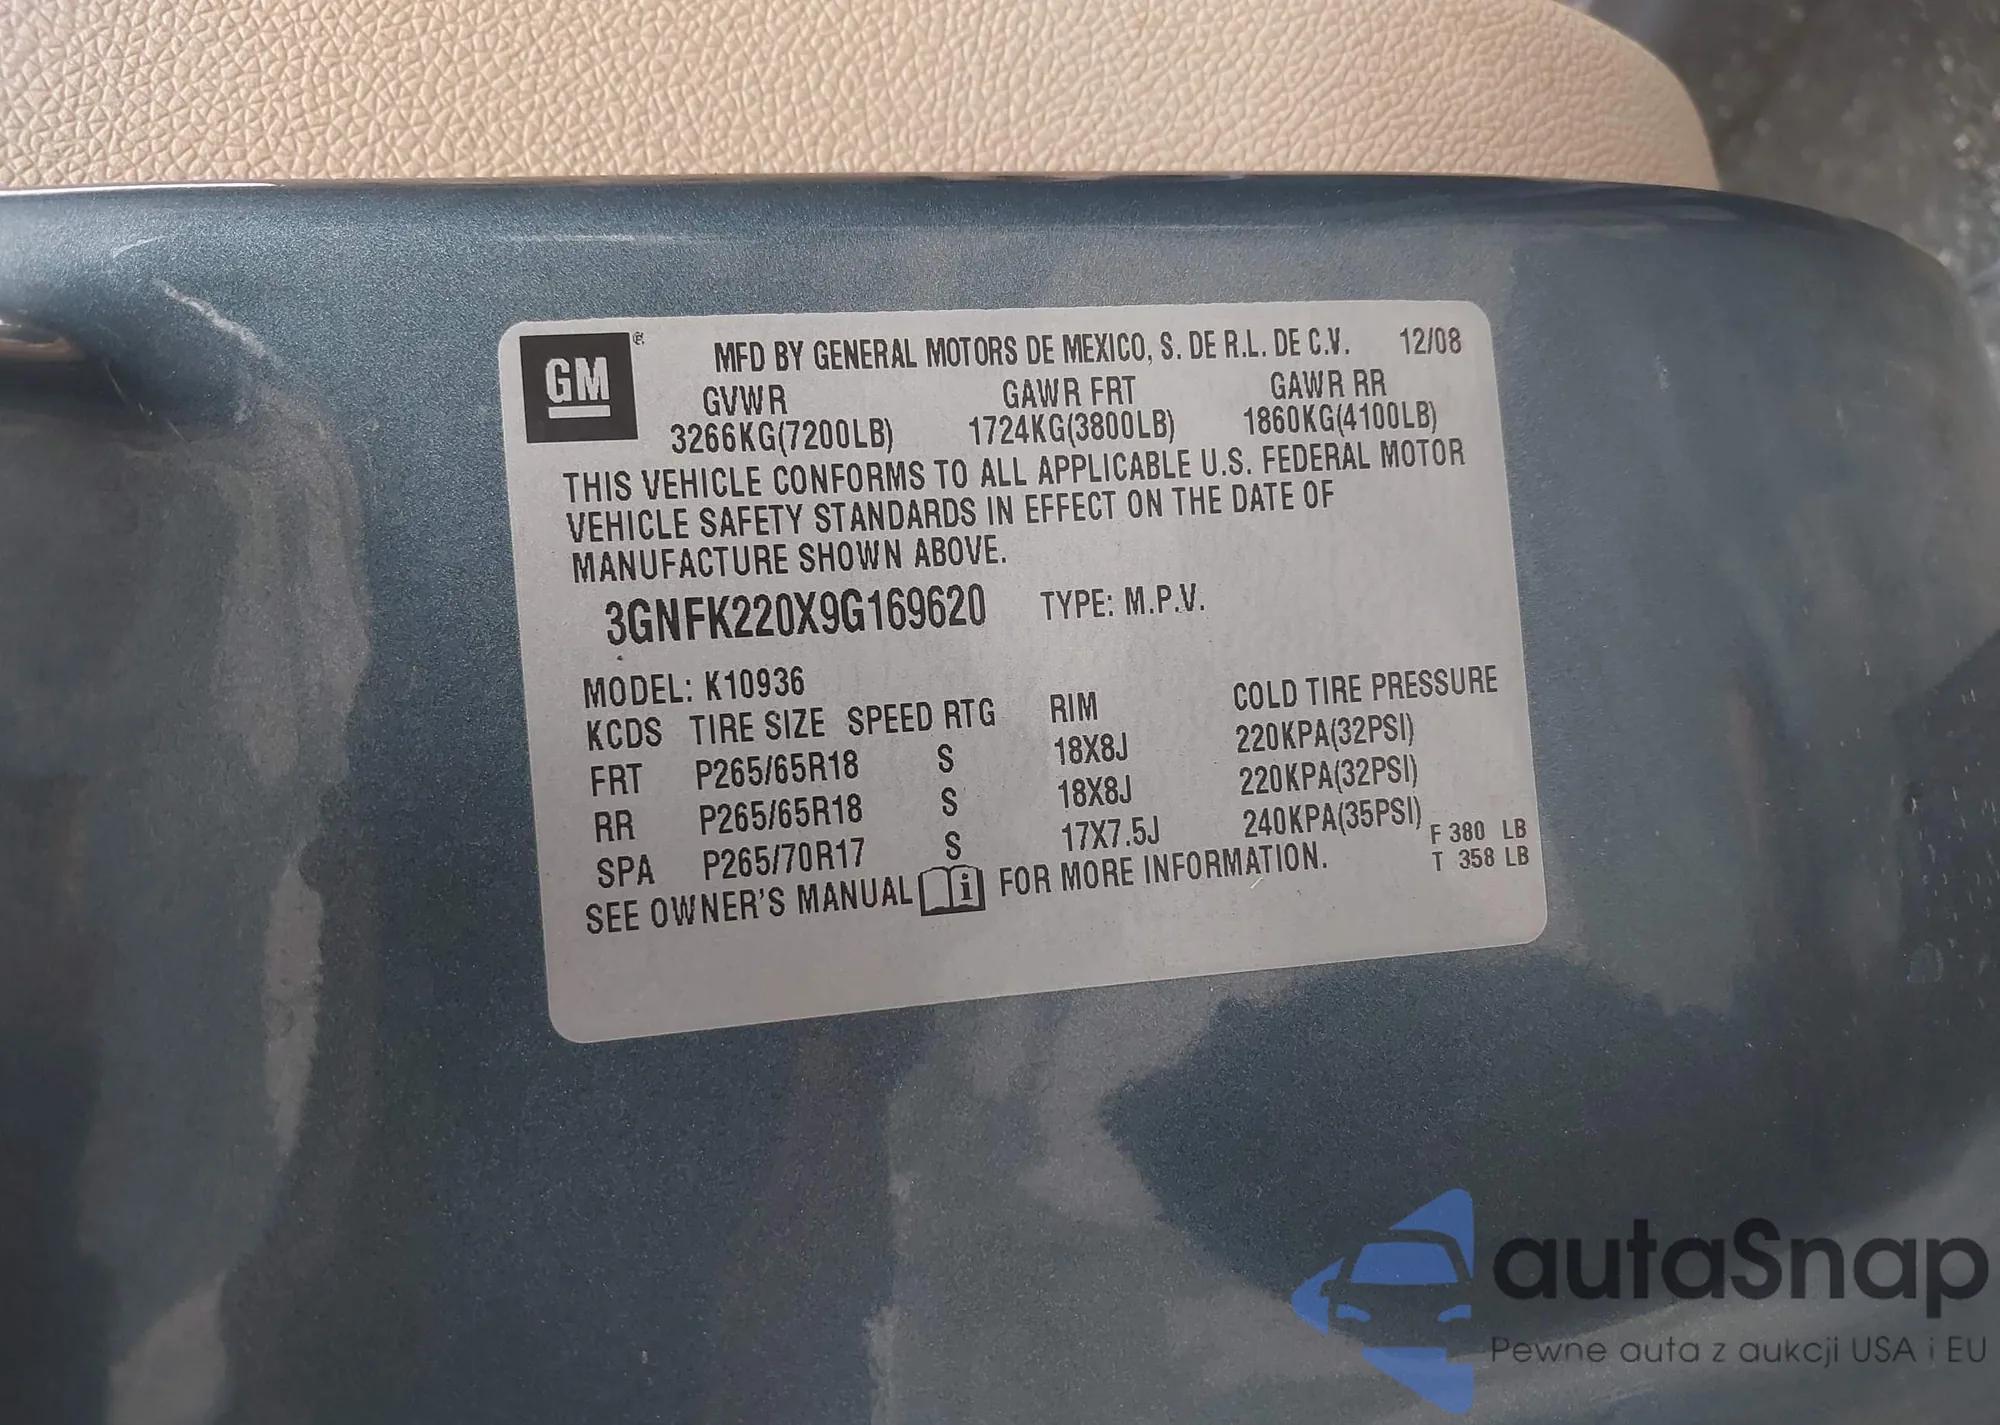 GM ®
MFD BY GENERAL MOTORS DE MEXICO, S. DE R.L. DE C.V. 12/08
GVWR GAWR FRT GAWR RR
3266KG(7200LB) 1724KG(3800LB) 1860KG(4100LB)
THIS VEHICLE CONFORMS TO ALL APPLICABLE U.S. FEDERAL MOTOR
VEHICLE SAFETY STANDARDS IN EFFECT ON THE DATE OF
MANUFACTURE SHOWN ABOVE.
3GNFK220X9G169620 TYPE: M.P.V.
MODEL: K10936
KCDS TIRE SIZE SPEED RTG RIM COLD TIRE PRESSURE
FRT P265/65R18 S 18X8J 220KPA(32PSI)
RR P265/65R18 S 18X8J 220KPA(32PSI)
SPA P265/70R17 S 17X7.5J 240KPA(35PSI) F 380 LB
SEE OWNER'S MANUAL i FOR MORE INFORMATION. T 358 LB
autaSnap
Pewne auta z aukcji USA i EU